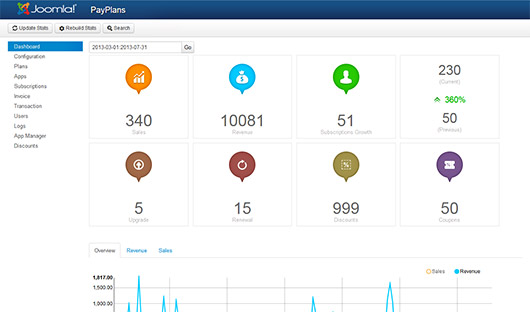 Joomla! PayPlans
Update Stats Rebuild Stats Search
Dashboard
Configuration
Plans
Apps
Subscriptions
Invoice
Transaction
Users
Logs
App Manager
Discounts
2013-03-01:2013-07-31 Go
340
Sales
10081
Revenue
51
Subscriptions Growth
230
(Current)
360%
50
(Previous)
5
Upgrade
15
Renewal
999
Discounts
50
Coupons
Overview Revenue Sales
Sales Revenue
1,817.00
1,500.00
1,000.00